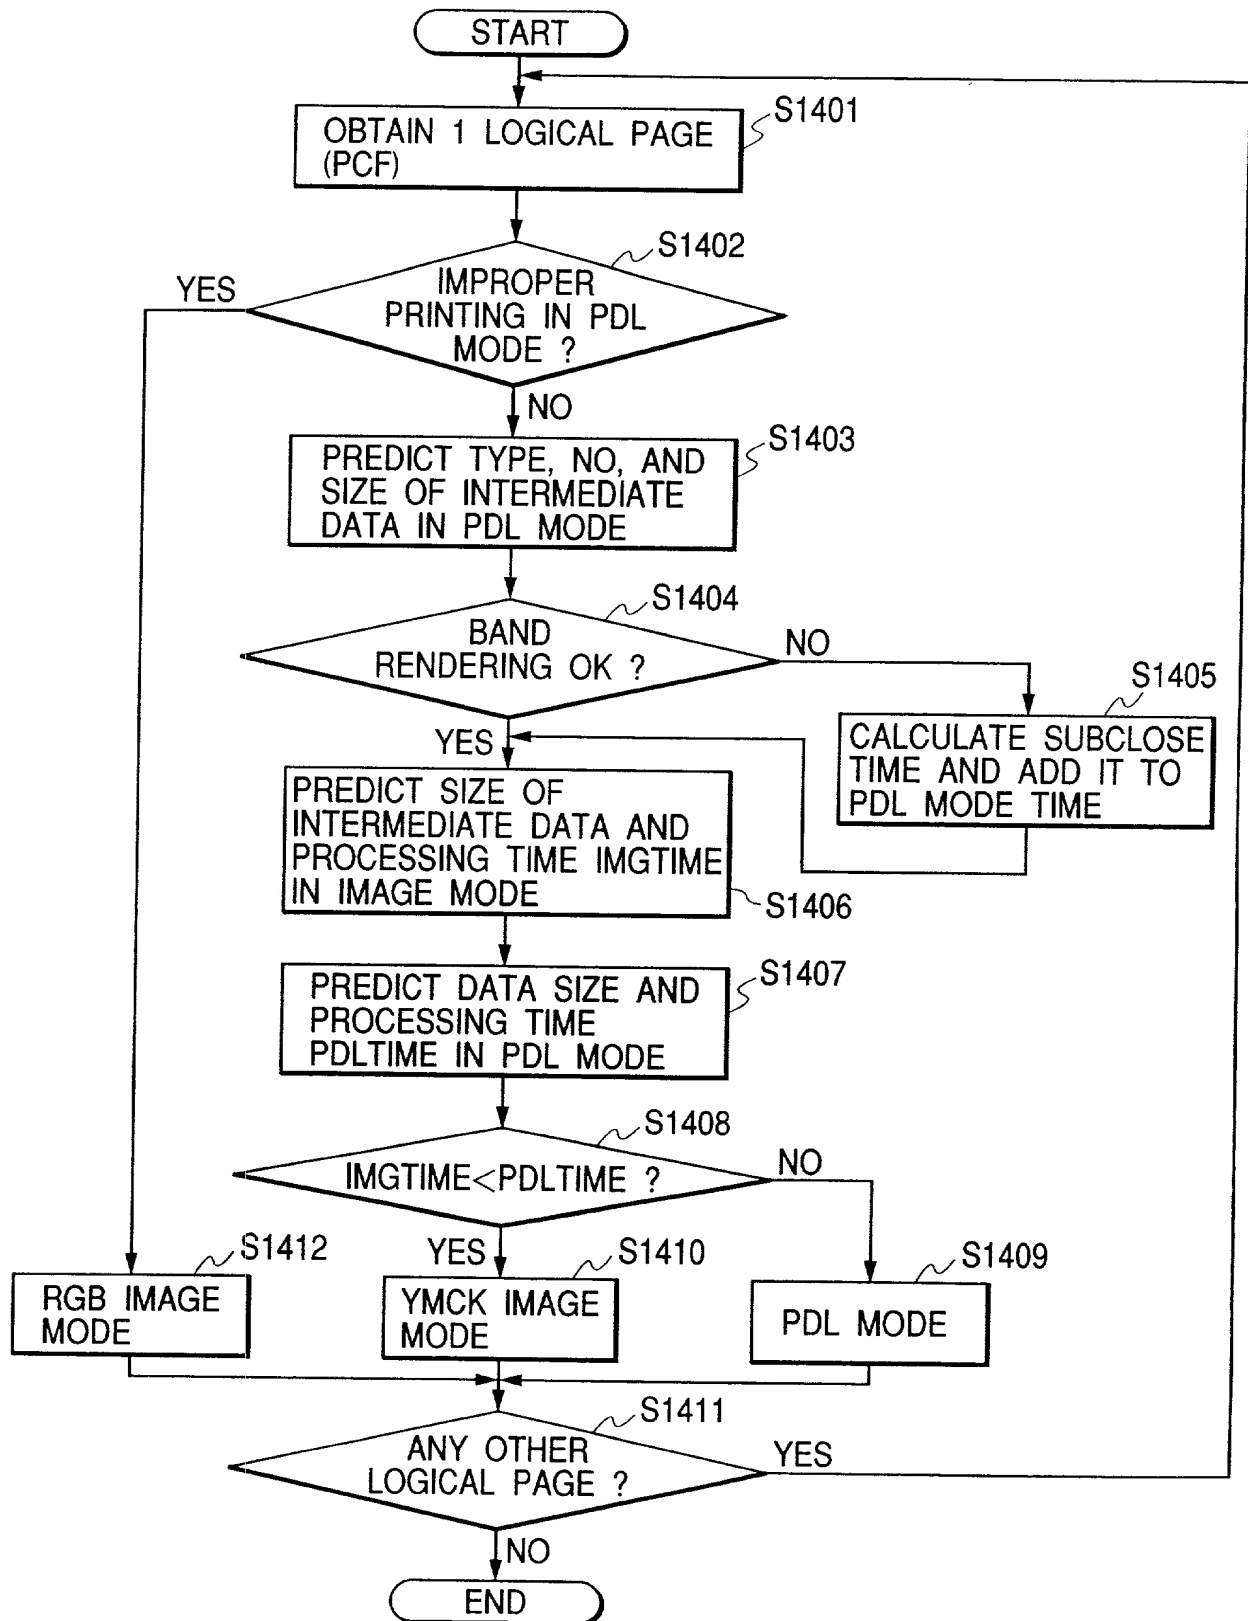 START
S1401
OBTAIN 1 LOGICAL PAGE
(PCF)
S1402
YES
IMPROPER
PRINTING IN PDL
MODE ?
NO
S1403
PREDICT TYPE, NO, AND
SIZE OF INTERMEDIATE
DATA IN PDL MODE
S1404
BAND
RENDERING OK ?
NO
S1405
YES
CALCULATE SUBCLOSE
TIME AND ADD IT TO
PDL MODE TIME
PREDICT SIZE OF
INTERMEDIATE DATA AND
PROCESSING TIME IMGTIME
IN IMAGE MODE
S1406
S1407
PREDICT DATA SIZE AND
PROCESSING TIME
PDLTIME IN PDL MODE
S1408
IMGTIME<PDLTIME ?
NO
YES
S1412
S1410
S1409
RGB IMAGE
MODE
YMCK IMAGE
MODE
PDL MODE
S1411
ANY OTHER
LOGICAL PAGE ?
YES
NO
END